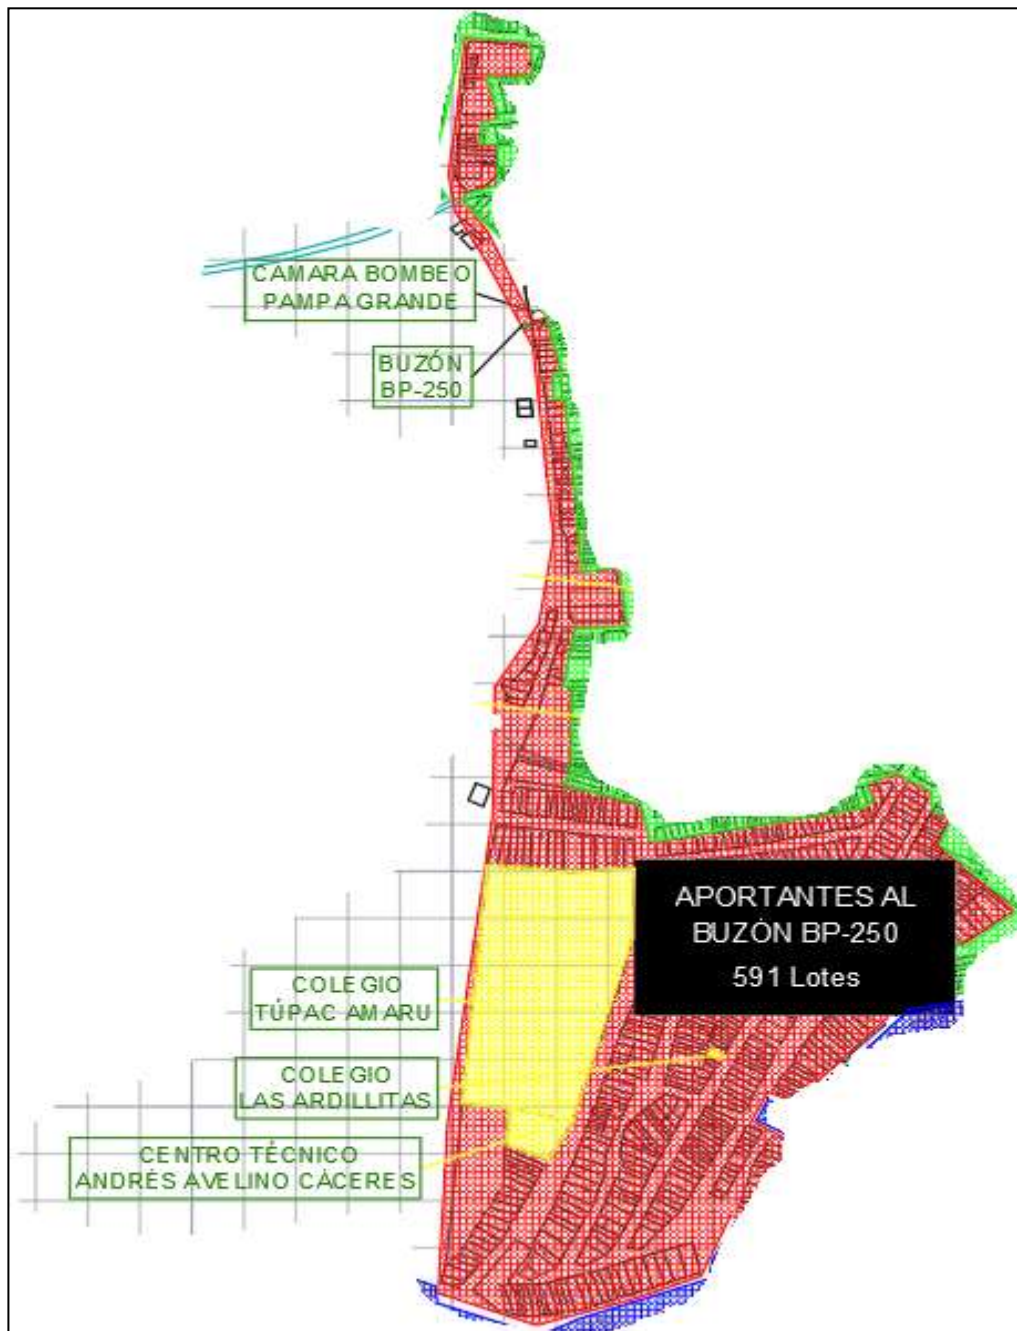 CAMARA BOMBEO
PAMPA GRANDE
BUZÓN
BP-250
APORTANTES AL
BUZÓN BP-250
591 Lotes
COLEGIO
TÚPAC AMARU
COLEGIO
LAS ARDILLITAS
CENTRO TÉCNICO
ANDRÉS AVELINO CÁCERES